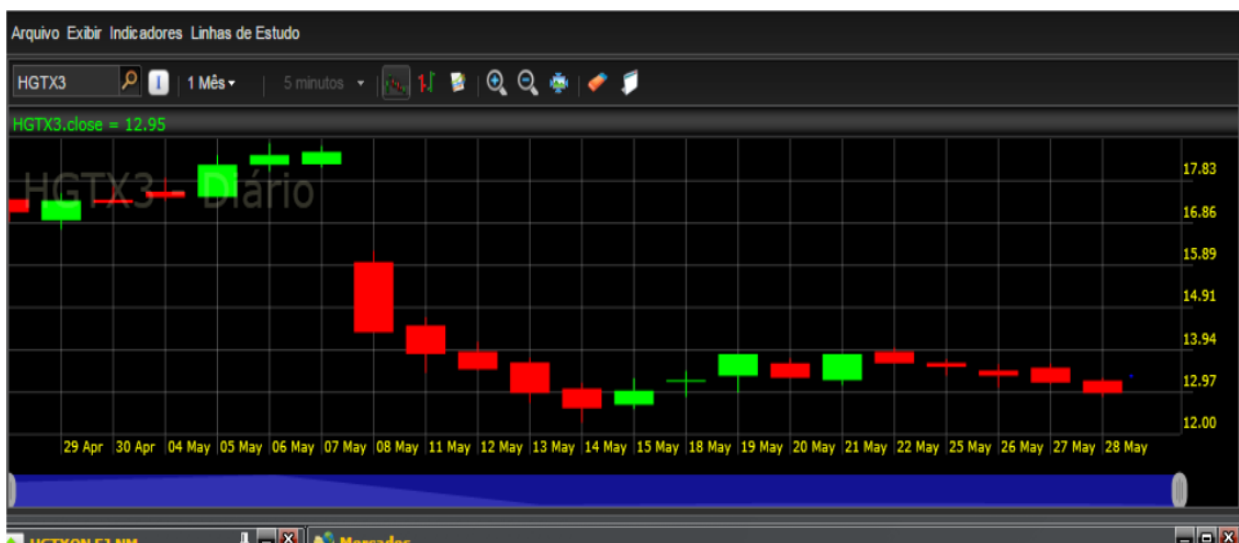 Arquivo Exibir Indicadores Linhas de Estudo
HGTX3 I 1 Mês 5 minutos
HGTX3.close = 12.95
HGTX3 - Diário
17.83
16.86
15.89
14.91
13.94
12.97
12.00
29 Apr 30 Apr 04 May 05 May 06 May 07 May 08 May 11 May 12 May 13 May 14 May 15 May 18 May 19 May 20 May 21 May 22 May 25 May 26 May 27 May 28 May
Mercados